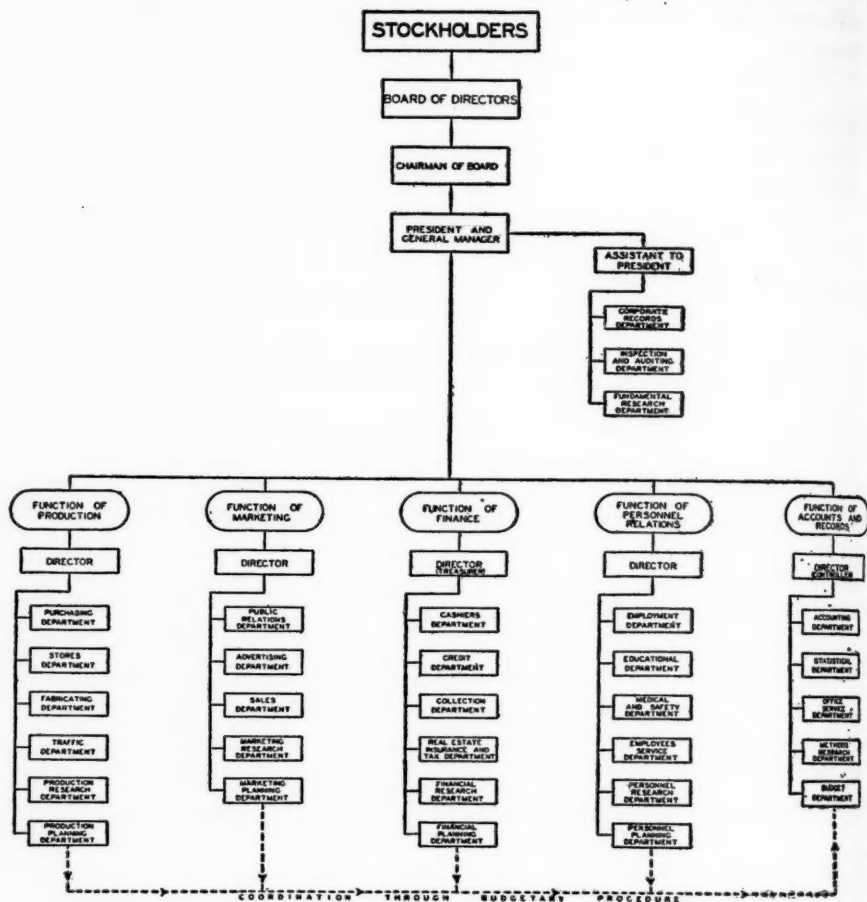 STOCKHOLDERS
BOARD OF DIRECTORS
CHAIRMAN OF BOARD
PRESIDENT AND
GENERAL MANAGER
ASSISTANT TO
PRESIDENT
CORPORATE
RECORDS
DEPARTMENT
INSPECTION
AND AUDITING
DEPARTMENT
FUNDAMENTAL
RESEARCH
DEPARTMENT
FUNCTION OF
PRODUCTION
DIRECTOR
PURCHASING
DEPARTMENT
STORES
DEPARTMENT
FABRICATING
DEPARTMENT
TRAFFIC
DEPARTMENT
PRODUCTION
RESEARCH
DEPARTMENT
PRODUCTION
PLANNING
DEPARTMENT
FUNCTION OF
MARKETING
DIRECTOR
PUBLIC
RELATIONS
DEPARTMENT
ADVERTISING
DEPARTMENT
SALES
DEPARTMENT
MARKETING
RESEARCH
DEPARTMENT
MARKETING
PLANNING
DEPARTMENT
FUNCTION OF
FINANCE
DIRECTOR
(TREASURER)
CASHIERS
DEPARTMENT
CREDIT
DEPARTMENT
COLLECTION
DEPARTMENT
REAL ESTATE
INSURANCE AND
TAX DEPARTMENT
FINANCIAL
RESEARCH
DEPARTMENT
FINANCIAL
PLANNING
DEPARTMENT
FUNCTION OF
PERSONNEL
RELATIONS
DIRECTOR
EMPLOYMENT
DEPARTMENT
EDUCATIONAL
DEPARTMENT
MEDICAL
AND SAFETY
DEPARTMENT
EMPLOYEES
SERVICE
DEPARTMENT
PERSONNEL
RESEARCH
DEPARTMENT
PERSONNEL
PLANNING
DEPARTMENT
FUNCTION OF
ACCOUNTS AND
RECORDS
DIRECTOR
(CONTROLLER)
ACCOUNTING
DEPARTMENT
STATISTICAL
DEPARTMENT
OFFICE
SERVICE
DEPARTMENT
METHODS
RESEARCH
DEPARTMENT
BUDGET
DEPARTMENT
COORDINATION THROUGH BUDGETARY PROCEDURE